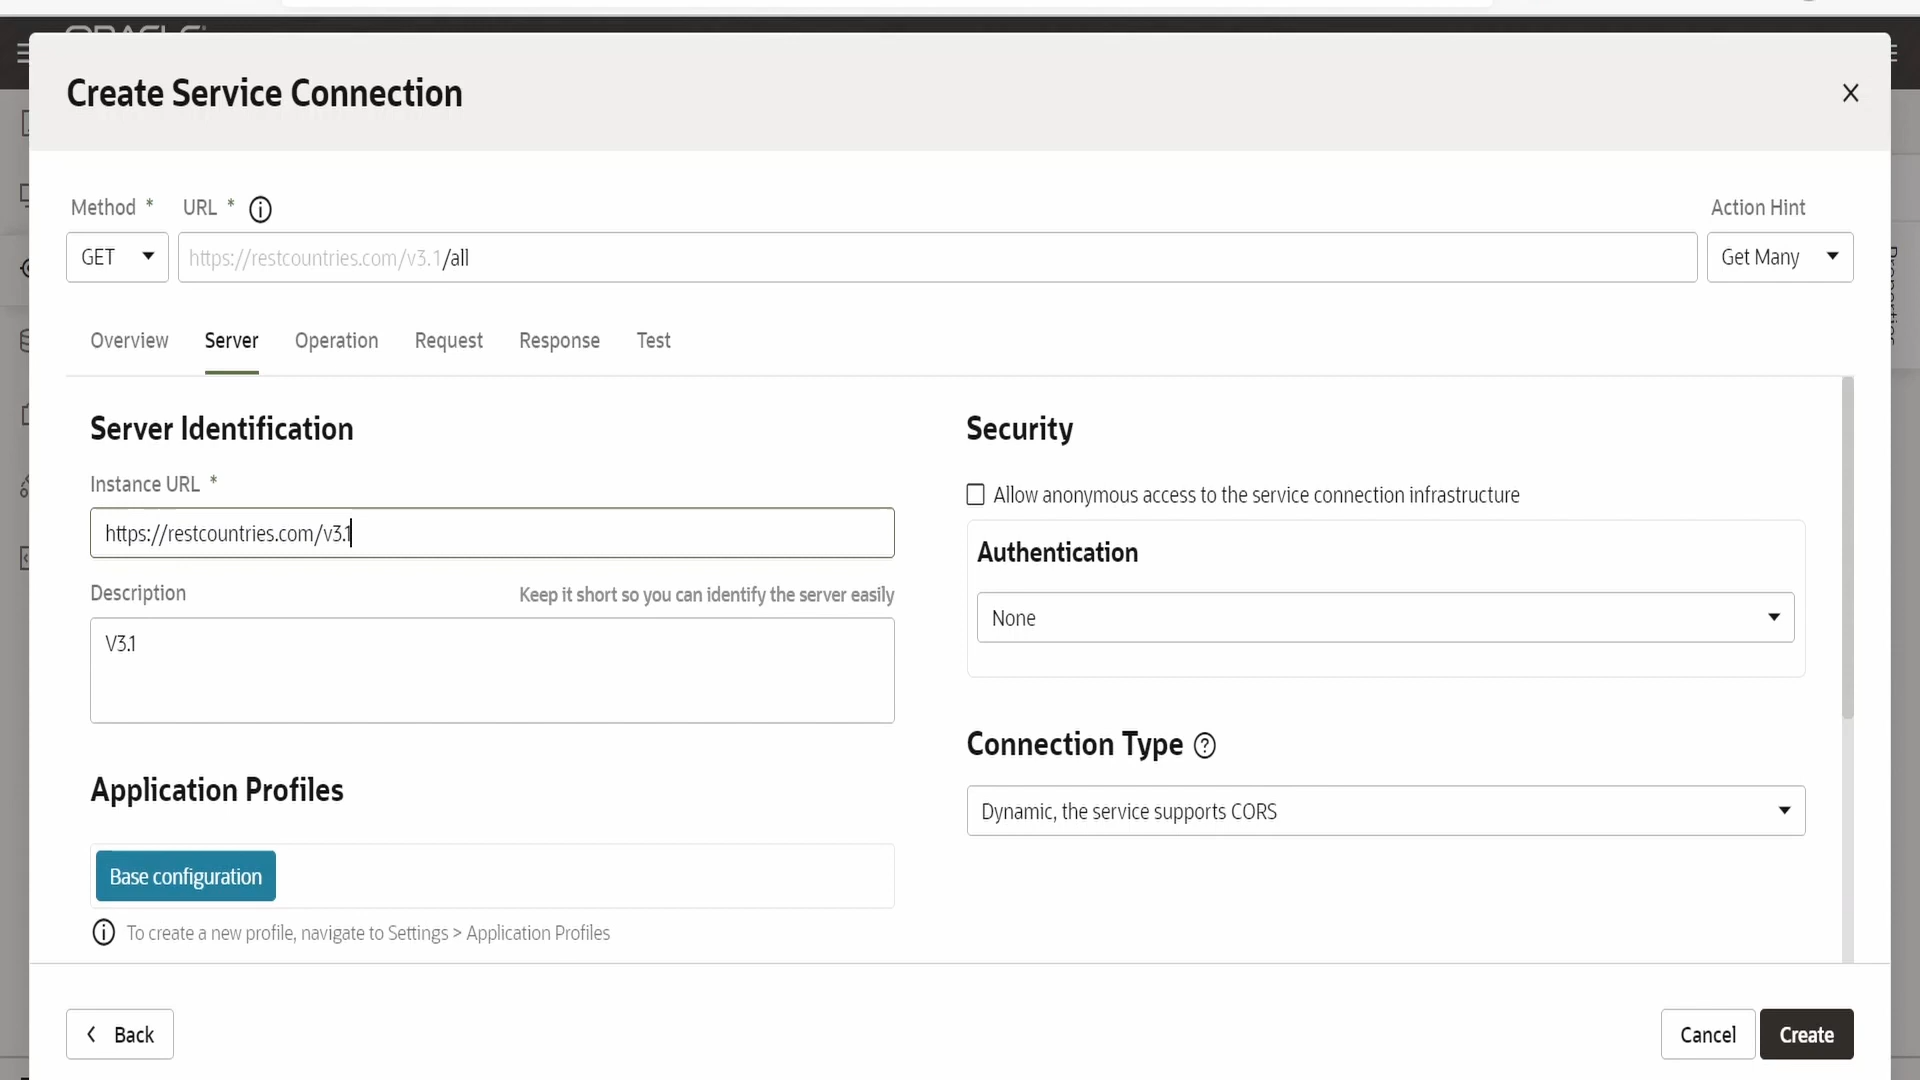 ORACLE
Create Service Connection
Method * URL *
Action Hint
GET
https://restcountries.com/v3.1/all
Get Many
Overview Server Operation Request Response Test
Properties
Server Identification
Instance URL *
https://restcountries.com/v3.1
Description
Keep it short so you can identify the server easily
V3.1
Application Profiles
Base configuration
To create a new profile, navigate to Settings > Application Profiles
Security
Allow anonymous access to the service connection infrastructure
Authentication
None
Connection Type
Dynamic, the service supports CORS
Back
Cancel Create